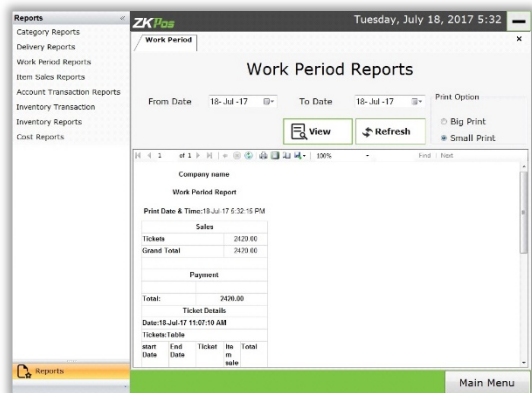 Reports
Category Reports
Delivery Reports
Work Period Reports
Item Sales Reports
Account Transaction Reports
Inventory Transaction
Inventory Reports
Cost Reports
Reports
ZKPos
Tuesday, July 18, 2017 5:32
Work Period
Work Period Reports
From Date 18- Jul -17 To Date 18- Jul -17
Print Option
Big Print
Small Print
View Refresh
1 of 1 100% Find | Next
Company name
Work Period Report
Print Date & Time:18-Jul-17 5:32:15 PM
Sales
Tickets 2420.00
Grand Total 2420.00
Payment
Total: 2420.00
Ticket Details
Date:18-Jul-17 11:07:10 AM
Tickets:Table
start Date End Date Ticket Item sale Total
Main Menu